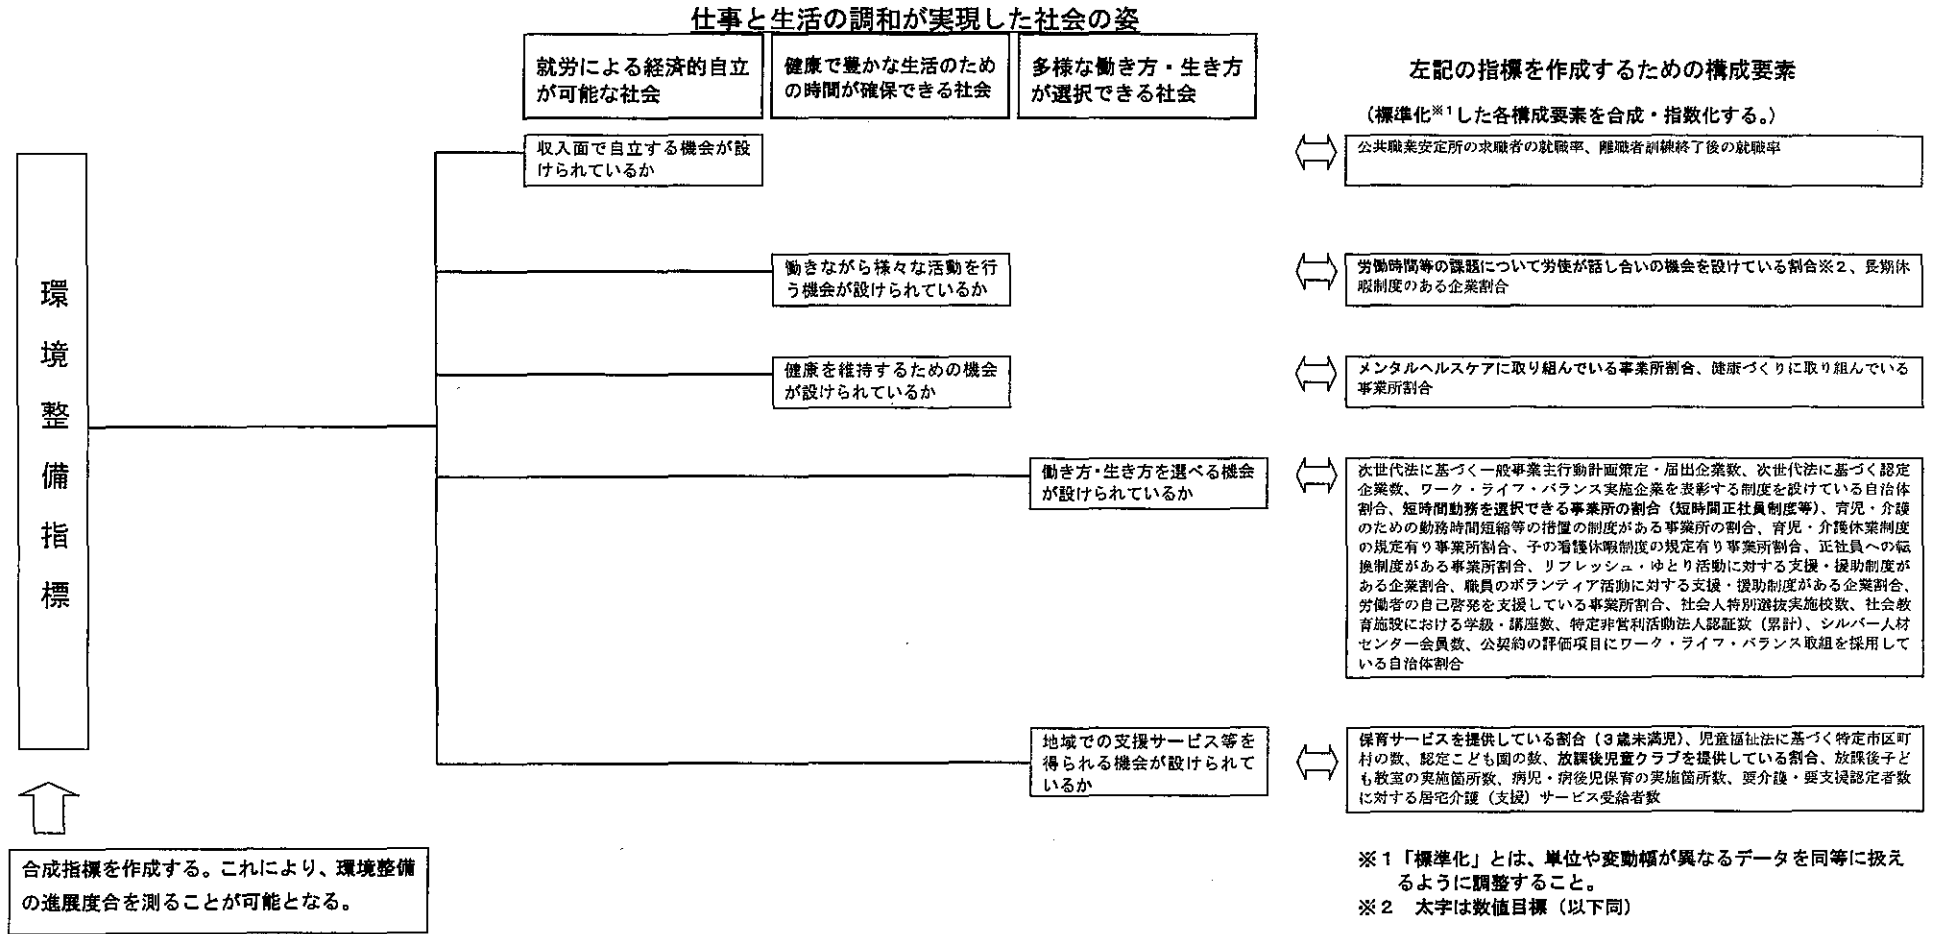 仕事と生活の調和が実現した社会の姿
就労による経済的自立
が可能な社会
健康で豊かな生活のため
の時間が確保できる社会
多様な働き方・生き方
が選択できる社会
左記の指標を作成するための構成要素
(標準化※1した各構成要素を合成・指数化する。)
環境整備指標
収入面で自立する機会が設
けられているか
公共職業安定所の求職者の就職率、離職者訓練終了後の就職率
働きながら様々な活動を行
う機会が設けられているか
労働時間等の課題について労使が話し合いの機会を設けている割合※2、長期休
暇制度のある企業割合
健康を維持するための機会
が設けられているか
メンタルヘルスケアに取り組んでいる事業所割合、健康づくりに取り組んでいる
事業所割合
働き方・生き方を選べる機会
が設けられているか
次世代法に基づく一般事業主行動計画策定・届出企業数、次世代法に基づく認定
企業数、ワーク・ライフ・バランス実施企業を表彰する制度を設けている自治体
割合、短時間勤務を選択できる事業所の割合(短時間正社員制度等)、育児・介護
のための勤務時間短縮等の措置の制度がある事業所の割合、育児・介護休業制度
の規定有り事業所割合、子の看護休暇制度の規定有り事業所割合、正社員への転
換制度がある事業所割合、リフレッシュ・ゆとり活動に対する支援・援助制度が
ある企業割合、職員のボランティア活動に対する支援・援助制度がある企業割合、
労働者の自己啓発を支援している事業所割合、社会人特別選抜実施校数、社会教
育施設における学級・講座数、特定非営利活動法人認証数(累計)、シルバー人材
センター会員数、公契約の評価項目にワーク・ライフ・バランス取組を採用して
いる自治体割合
地域での支援サービス等を
得られる機会が設けられて
いるか
保育サービスを提供している割合(3歳未満児)、児童福祉法に基づく特定市区町
村の数、認定こども園の数、放課後児童クラブを提供している割合、放課後子ど
も教室の実施箇所数、病児・病後児保育の実施箇所数、要介護・要支援認定者数
に対する居宅介護(支援)サービス受給者数
合成指標を作成する。これにより、環境整備
の進展度合を測ることが可能となる。
※1「標準化」とは、単位や変動幅が異なるデータを同等に扱え
るように調整すること。
※2 太字は数値目標(以下同)